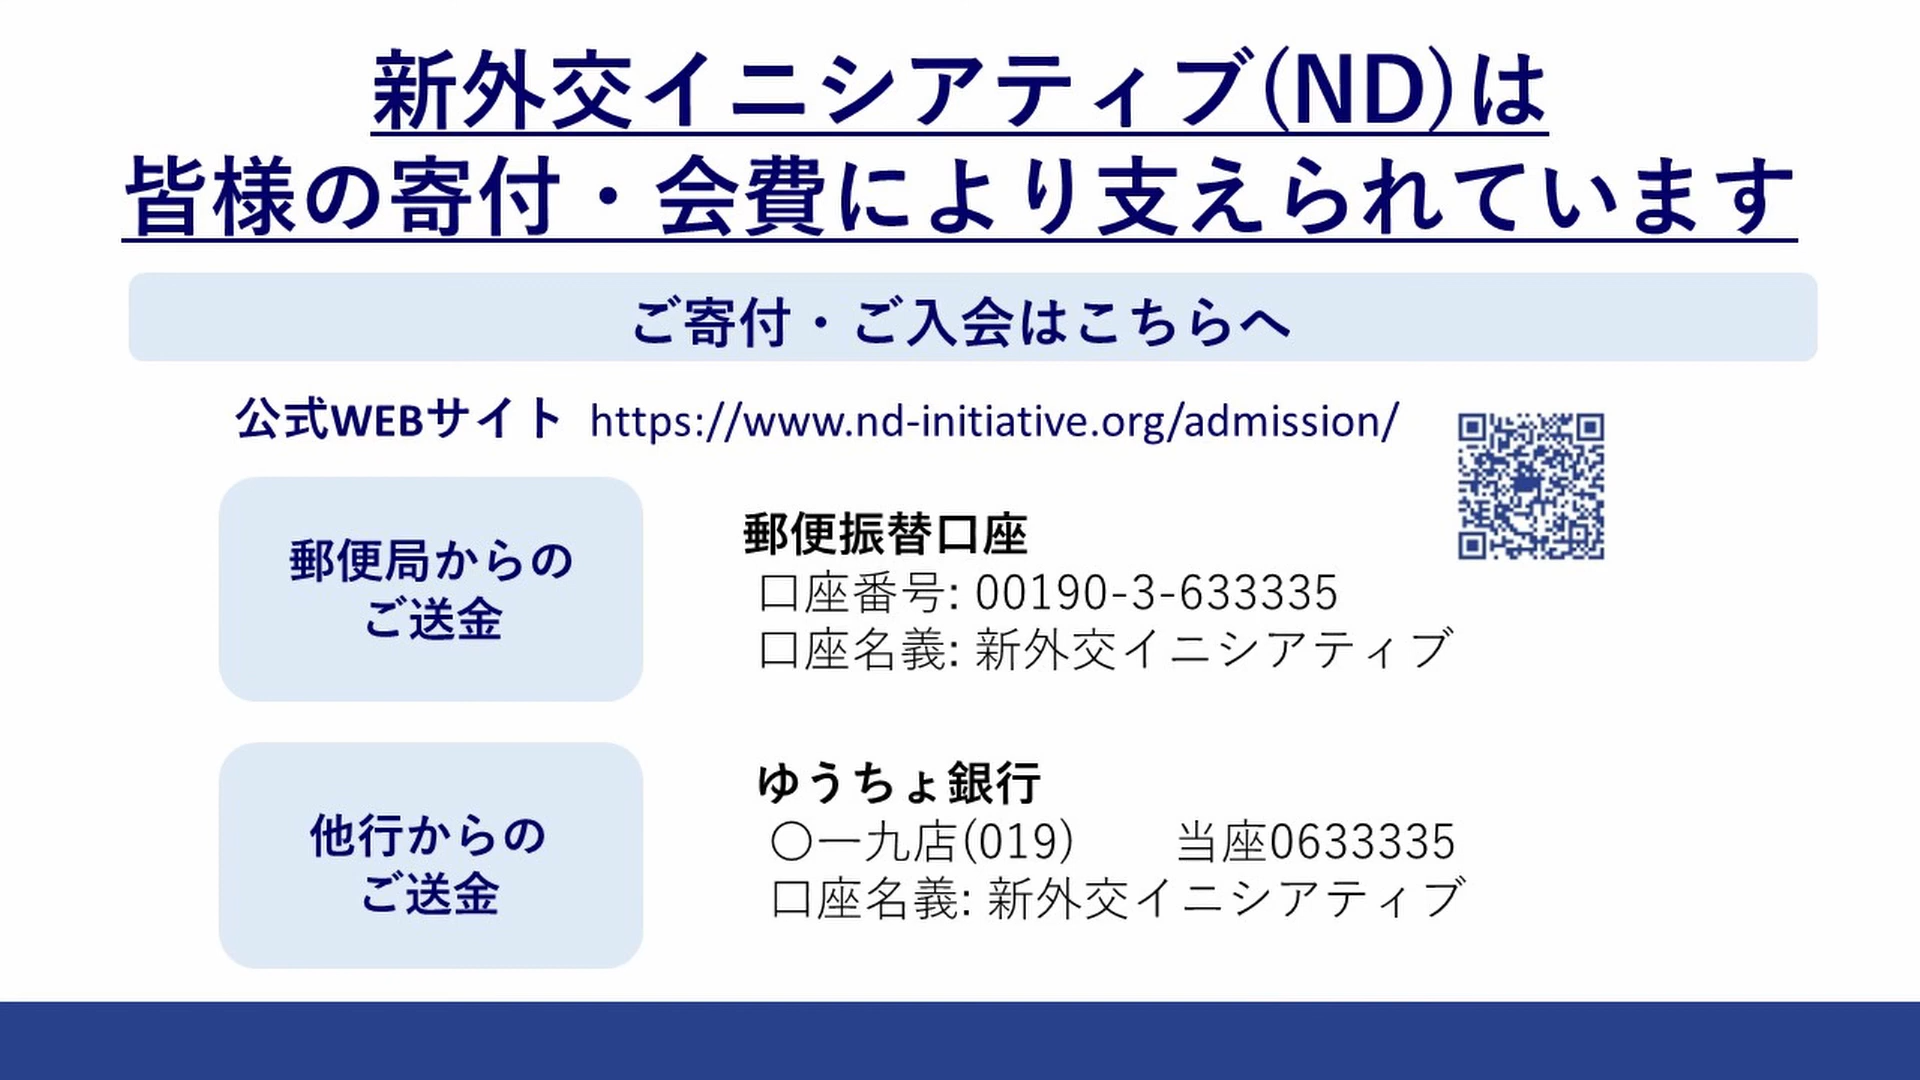 新外交イニシアティブ(ND)は
皆様の寄付・会費により支えられています
ご寄付・ご入会はこちらへ
公式WEBサイト https://www.nd-initiative.org/admission/
郵便局からの
ご送金
郵便振替口座
口座番号: 00190-3-633335
口座名義: 新外交イニシアティブ
他行からの
ご送金
ゆうちょ銀行
〇一九店(019) 当座0633335
口座名義: 新外交イニシアティブ